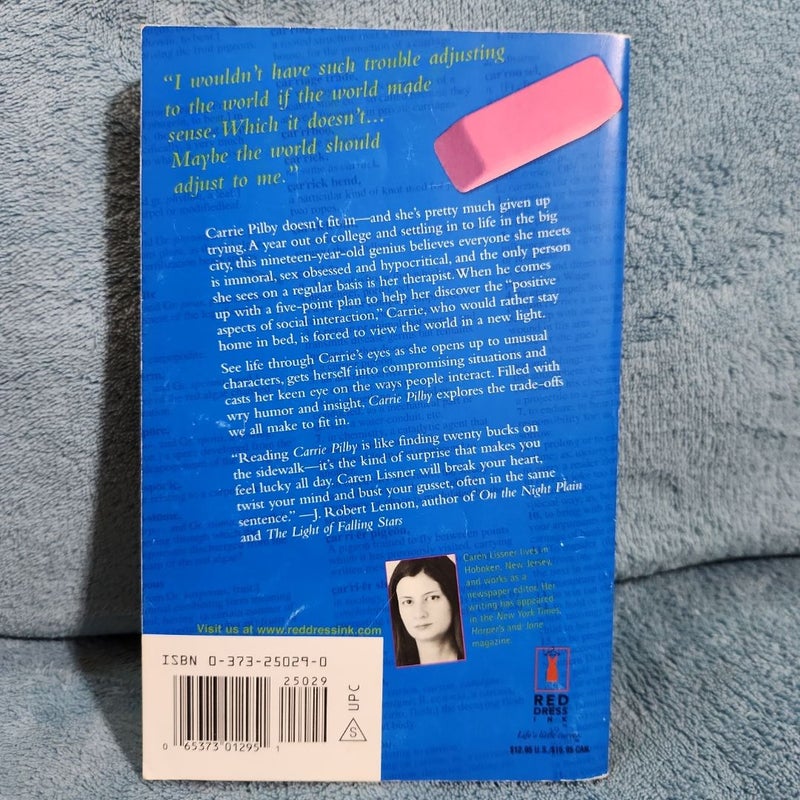 "I wouldn't have such trouble adjusting
to the world if the world made
sense. Which it doesn't...
Maybe the world should
adjust to me."
Carrie Pilby doesn't fit in—and she's pretty much given up
trying. A year out of college and settling in to life in the big
city, this nineteen-year-old genius believes everyone she meets
is immoral, sex obsessed and hypocritical, and the only person
she sees on a regular basis is her therapist. When he comes
up with a five-point plan to help her discover the "positive
aspects of social interaction," Carrie, who would rather stay
home in bed, is forced to view the world in a new light.
See life through Carrie's eyes as she opens up to unusual
characters, gets herself into compromising situations and
casts her keen eye on the ways people interact. Filled with
wry humor and insight, Carrie Pilby explores the trade-offs
we all make to fit in.
"Reading Carrie Pilby is like finding twenty bucks on
the sidewalk—it's the kind of surprise that makes you
feel lucky all day. Caren Lissner will break your heart,
twist your mind and bust your gusset, often in the same
sentence." —J. Robert Lennon, author of On the Night Plain
and The Light of Falling Stars
Caren Lissner lives in
Hoboken, New Jersey,
and works as a
newspaper editor. Her
writing has appeared
in the New York Times,
Harper's and Jane
magazine.
Visit us at www.reddressink.com
ISBN 0-373-25029-0
25029
UPC
S
0 65373 01295 1
RED
DRESS
INK
Life's little curves
$12.95 U.S./$15.95 CAN.